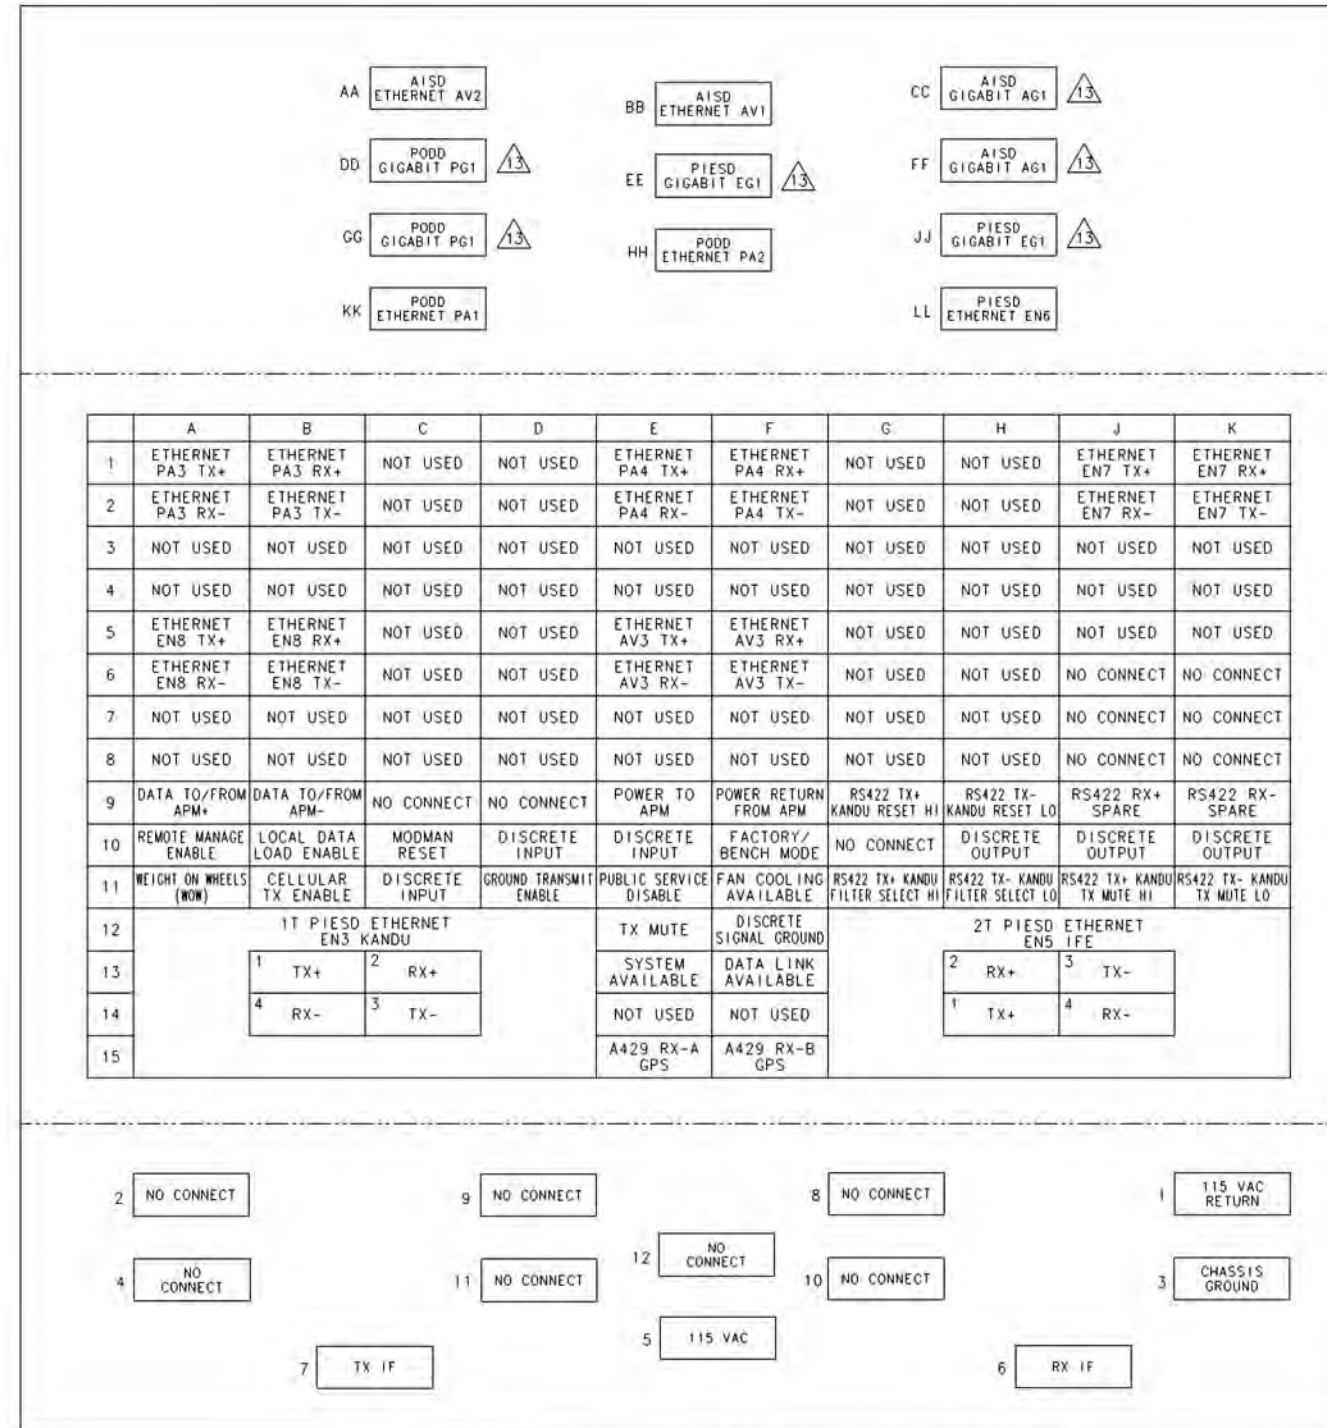 AA AISD
ETHERNET AV2
BB AISD
ETHERNET AV1
CC AISD
GIGABIT AG1 13
DD PODD
GIGABIT PG1 13
EE PIESD
GIGABIT EG1 13
FF AISD
GIGABIT AG1 13
GG PODD
GIGABIT PG1 13
HH PODD
ETHERNET PA2
JJ PIESD
GIGABIT EG1 13
KK PODD
ETHERNET PA1
LL PIESD
ETHERNET EN6
A B C D E F G H J K
1 ETHERNET ETHERNET NOT USED NOT USED ETHERNET ETHERNET NOT USED NOT USED ETHERNET ETHERNET
PA3 TX+ PA3 RX+ PA4 TX+ PA4 RX+ EN7 TX+ EN7 RX+
2 ETHERNET ETHERNET NOT USED NOT USED ETHERNET ETHERNET NOT USED NOT USED ETHERNET ETHERNET
PA3 RX- PA3 TX- PA4 RX- PA4 TX- EN7 RX- EN7 TX-
3 NOT USED NOT USED NOT USED NOT USED NOT USED NOT USED NOT USED NOT USED NOT USED NOT USED
4 NOT USED NOT USED NOT USED NOT USED NOT USED NOT USED NOT USED NOT USED NOT USED NOT USED
5 ETHERNET ETHERNET NOT USED NOT USED ETHERNET ETHERNET NOT USED NOT USED NOT USED NOT USED
EN8 TX+ EN8 RX+ AV3 TX+ AV3 RX+
6 ETHERNET ETHERNET NOT USED NOT USED ETHERNET ETHERNET NOT USED NOT USED NO CONNECT NO CONNECT
EN8 RX- EN8 TX- AV3 RX- AV3 TX-
7 NOT USED NOT USED NOT USED NOT USED NOT USED NOT USED NOT USED NOT USED NO CONNECT NO CONNECT
8 NOT USED NOT USED NOT USED NOT USED NOT USED NOT USED NOT USED NOT USED NO CONNECT NO CONNECT
9 DATA TO/FROM DATA TO/FROM NO CONNECT NO CONNECT POWER TO POWER RETURN RS422 TX+ RS422 TX- RS422 RX+ RS422 RX-
APM+ APM- APM FROM APM KANDU RESET HI KANDU RESET LO SPARE SPARE
10 REMOTE MANAGE LOCAL DATA MODMAN DISCRETE DISCRETE FACTORY/ NO CONNECT DISCRETE DISCRETE DISCRETE
ENABLE LOAD ENABLE RESET INPUT INPUT BENCH MODE OUTPUT OUTPUT OUTPUT
11 WEIGHT ON WHEELS CELLULAR DISCRETE GROUND TRANSMIT PUBLIC SERVICE FAN COOLING RS422 TX+ KANDU RS422 TX- KANDU RS422 TX+ KANDU RS422 TX- KANDU
(WOW) TX ENABLE INPUT ENABLE DISABLE AVAILABLE FILTER SELECT HI FILTER SELECT LO TX MUTE HI TX MUTE LO
12 1T PIESD ETHERNET TX MUTE DISCRETE 2T PIESD ETHERNET
EN3 KANDU SIGNAL GROUND EN5 IFE
13 1 TX+ 2 RX+ SYSTEM DATA LINK 2 RX+ 3 TX-
AVAILABLE AVAILABLE
14 4 RX- 3 TX- NOT USED NOT USED 1 TX+ 4 RX-
15 A429 RX-A A429 RX-B
GPS GPS
2 NO CONNECT
9 NO CONNECT
8 NO CONNECT
1 115 VAC
RETURN
12 NO
CONNECT
4 NO
CONNECT
11 NO CONNECT
10 NO CONNECT
3 CHASSIS
GROUND
5 115 VAC
7 TX IF
6 RX IF